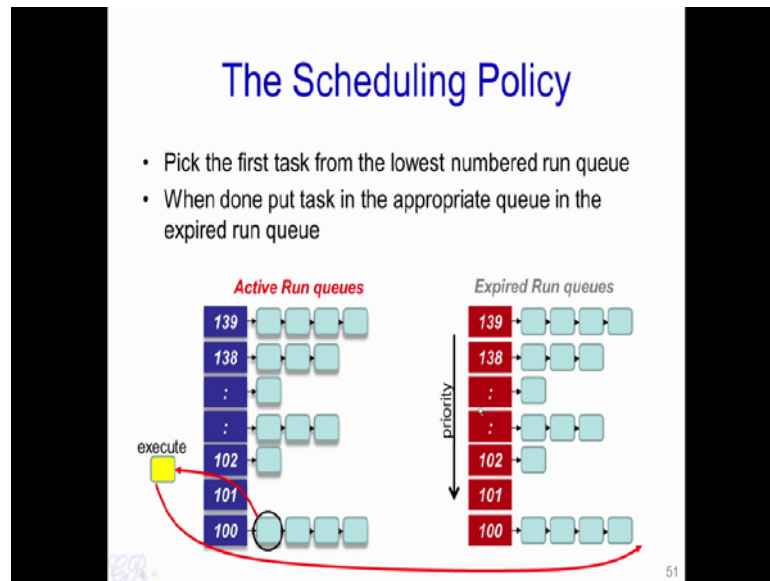 The Scheduling Policy
• Pick the first task from the lowest numbered run queue
• When done put task in the appropriate queue in the
expired run queue
Active Run queues
139
138
:
:
102
101
100
execute
Expired Run queues
139
138
:
:
102
101
100
priority
51